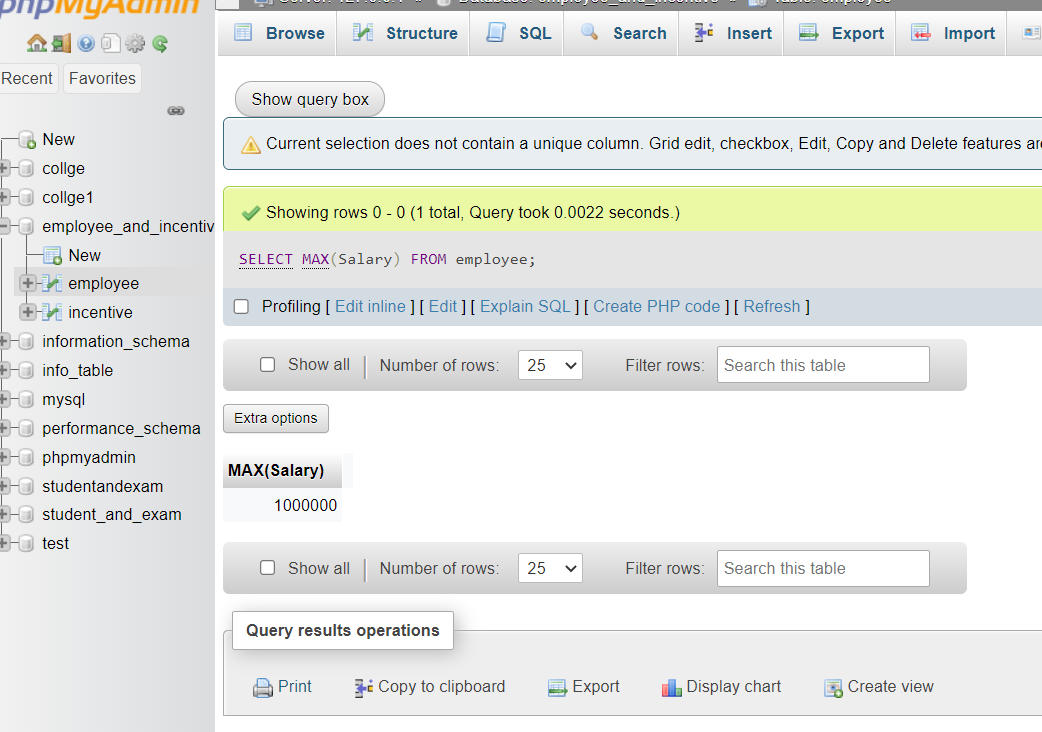 phpMyAdmin
Recent Favorites
New
collge
collge1
employee_and_incentiv
New
employee
incentive
information_schema
info_table
mysql
performance_schema
phpmyadmin
studentandexam
student_and_exam
test
Browse Structure SQL Search Insert Export Import
Show query box
Current selection does not contain a unique column. Grid edit, checkbox, Edit, Copy and Delete features are
Showing rows 0 - 0 (1 total, Query took 0.0022 seconds.)
SELECT MAX(Salary) FROM employee;
Profiling [ Edit inline ] [ Edit ] [ Explain SQL ] [ Create PHP code ] [ Refresh ]
Show all Number of rows: 25 Filter rows: Search this table
Extra options
MAX(Salary)
1000000
Show all Number of rows: 25 Filter rows: Search this table
Query results operations
Print Copy to clipboard Export Display chart Create view